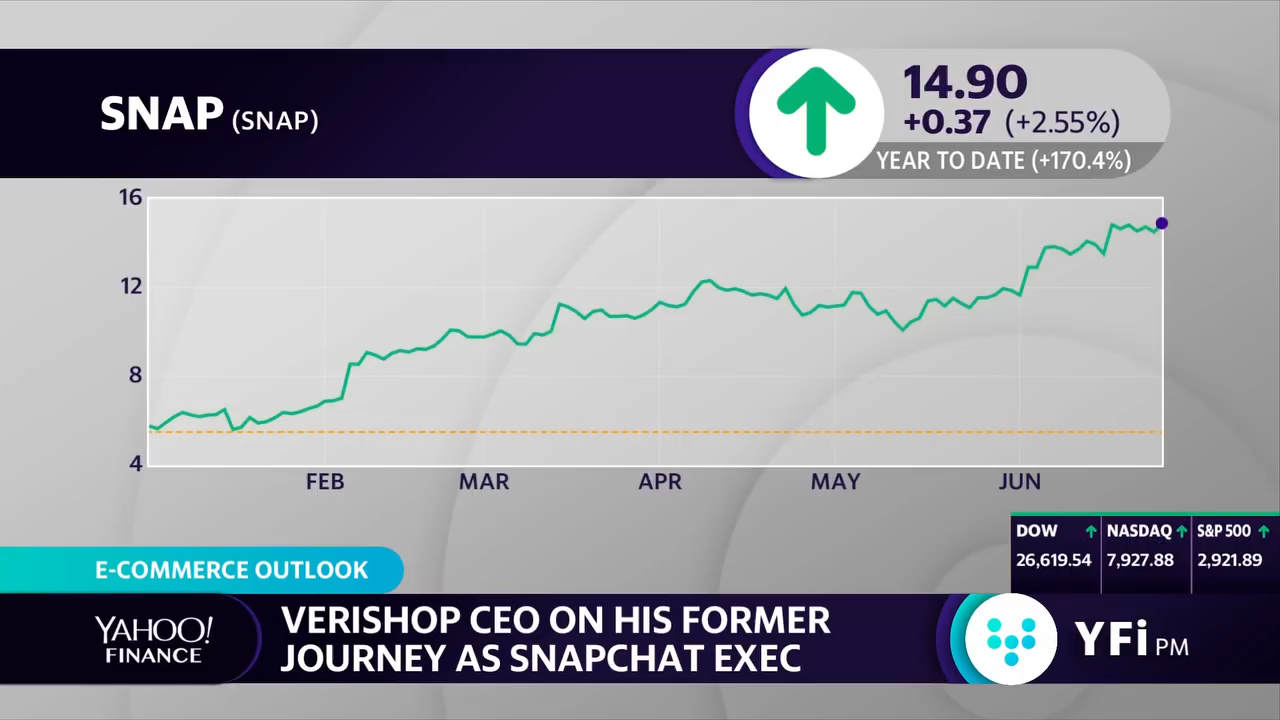 SNAP (SNAP)
14.90
+0.37 (+2.55%)
YEAR TO DATE (+170.4%)
16
12
8
4
FEB MAR APR MAY JUN
DOW NASDAQ S&P 500
26,619.54 7,927.88 2,921.89
E-COMMERCE OUTLOOK
YAHOO!
FINANCE
VERISHOP CEO ON HIS FORMER
JOURNEY AS SNAPCHAT EXEC
YFi PM